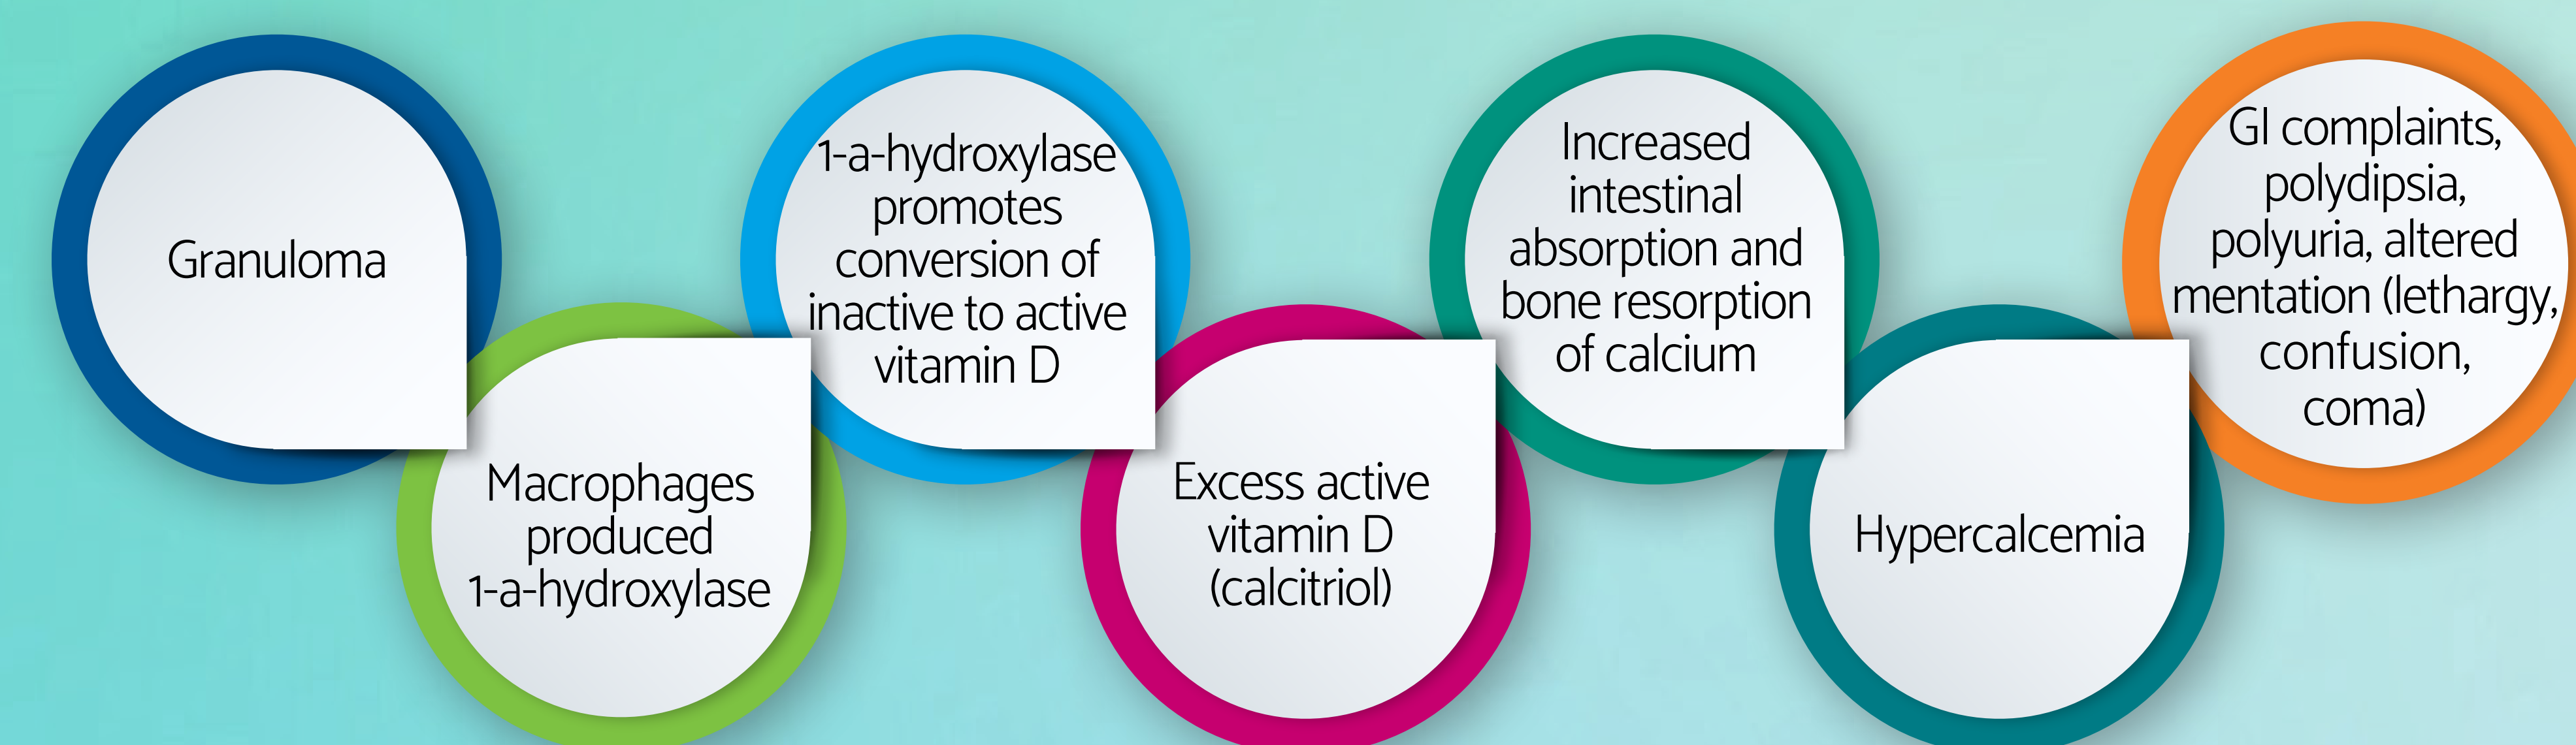 Granuloma
Macrophages
produced
1-a-hydroxylase
1-a-hydroxylase
promotes
conversion of
inactive to active
vitamin D
Excess active
vitamin D
(calcitriol)
Increased
intestinal
absorption and
bone resorption
of calcium
Hypercalcemia
GI complaints,
polydipsia,
polyuria, altered
mentation (lethargy,
confusion,
coma)